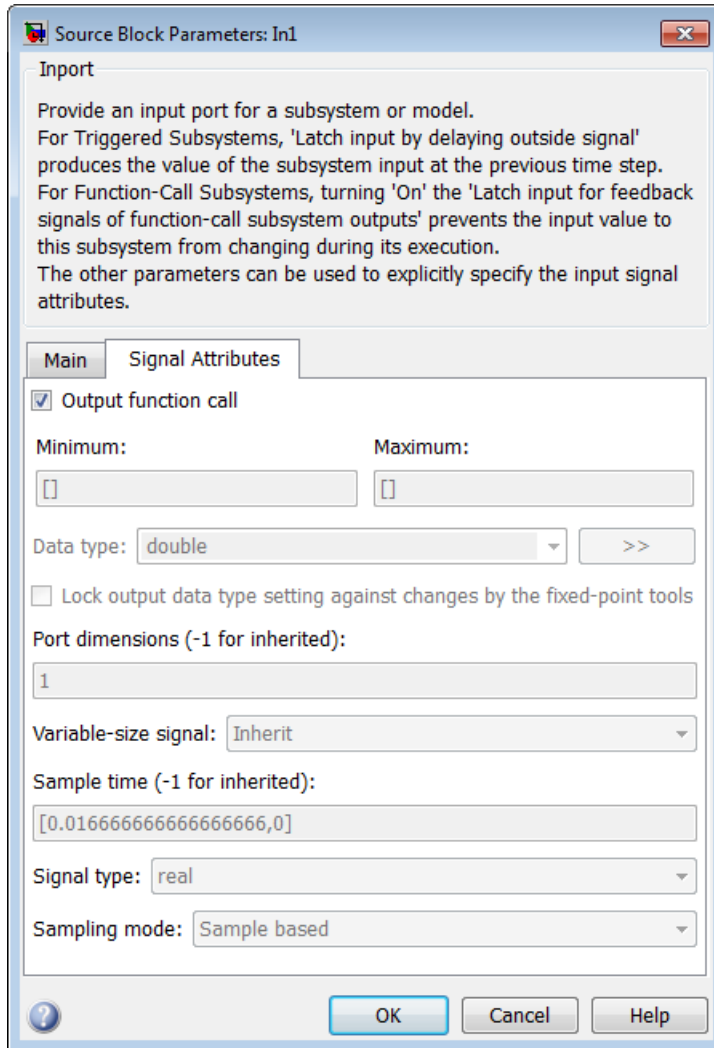 Source Block Parameters: In1
Inport
Provide an input port for a subsystem or model.
For Triggered Subsystems, 'Latch input by delaying outside signal'
produces the value of the subsystem input at the previous time step.
For Function-Call Subsystems, turning 'On' the 'Latch input for feedback
signals of function-call subsystem outputs' prevents the input value to
this subsystem from changing during its execution.
The other parameters can be used to explicitly specify the input signal
attributes.
Main Signal Attributes
Output function call
Minimum: Maximum:
[] []
Data type: double >>
Lock output data type setting against changes by the fixed-point tools
Port dimensions (-1 for inherited):
1
Variable-size signal: Inherit
Sample time (-1 for inherited):
[0.016666666666666666,0]
Signal type: real
Sampling mode: Sample based
? OK Cancel Help